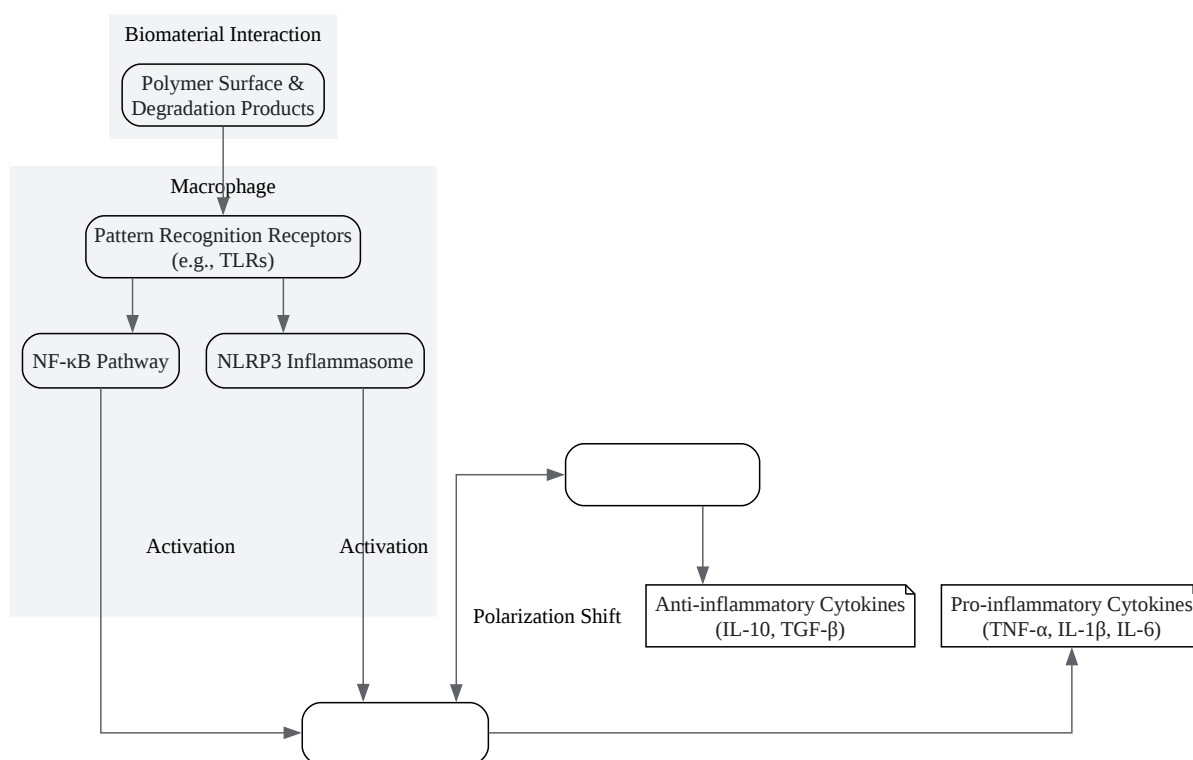 Biomaterial Interaction
Polymer Surface &
Degradation Products
Macrophage
Pattern Recognition Receptors
(e.g., TLRs)
NF-κB Pathway
NLRP3 Inflammasome
Activation
Activation
Polarization Shift
Anti-inflammatory Cytokines
(IL-10, TGF-β)
Pro-inflammatory Cytokines
(TNF-α, IL-1β, IL-6)